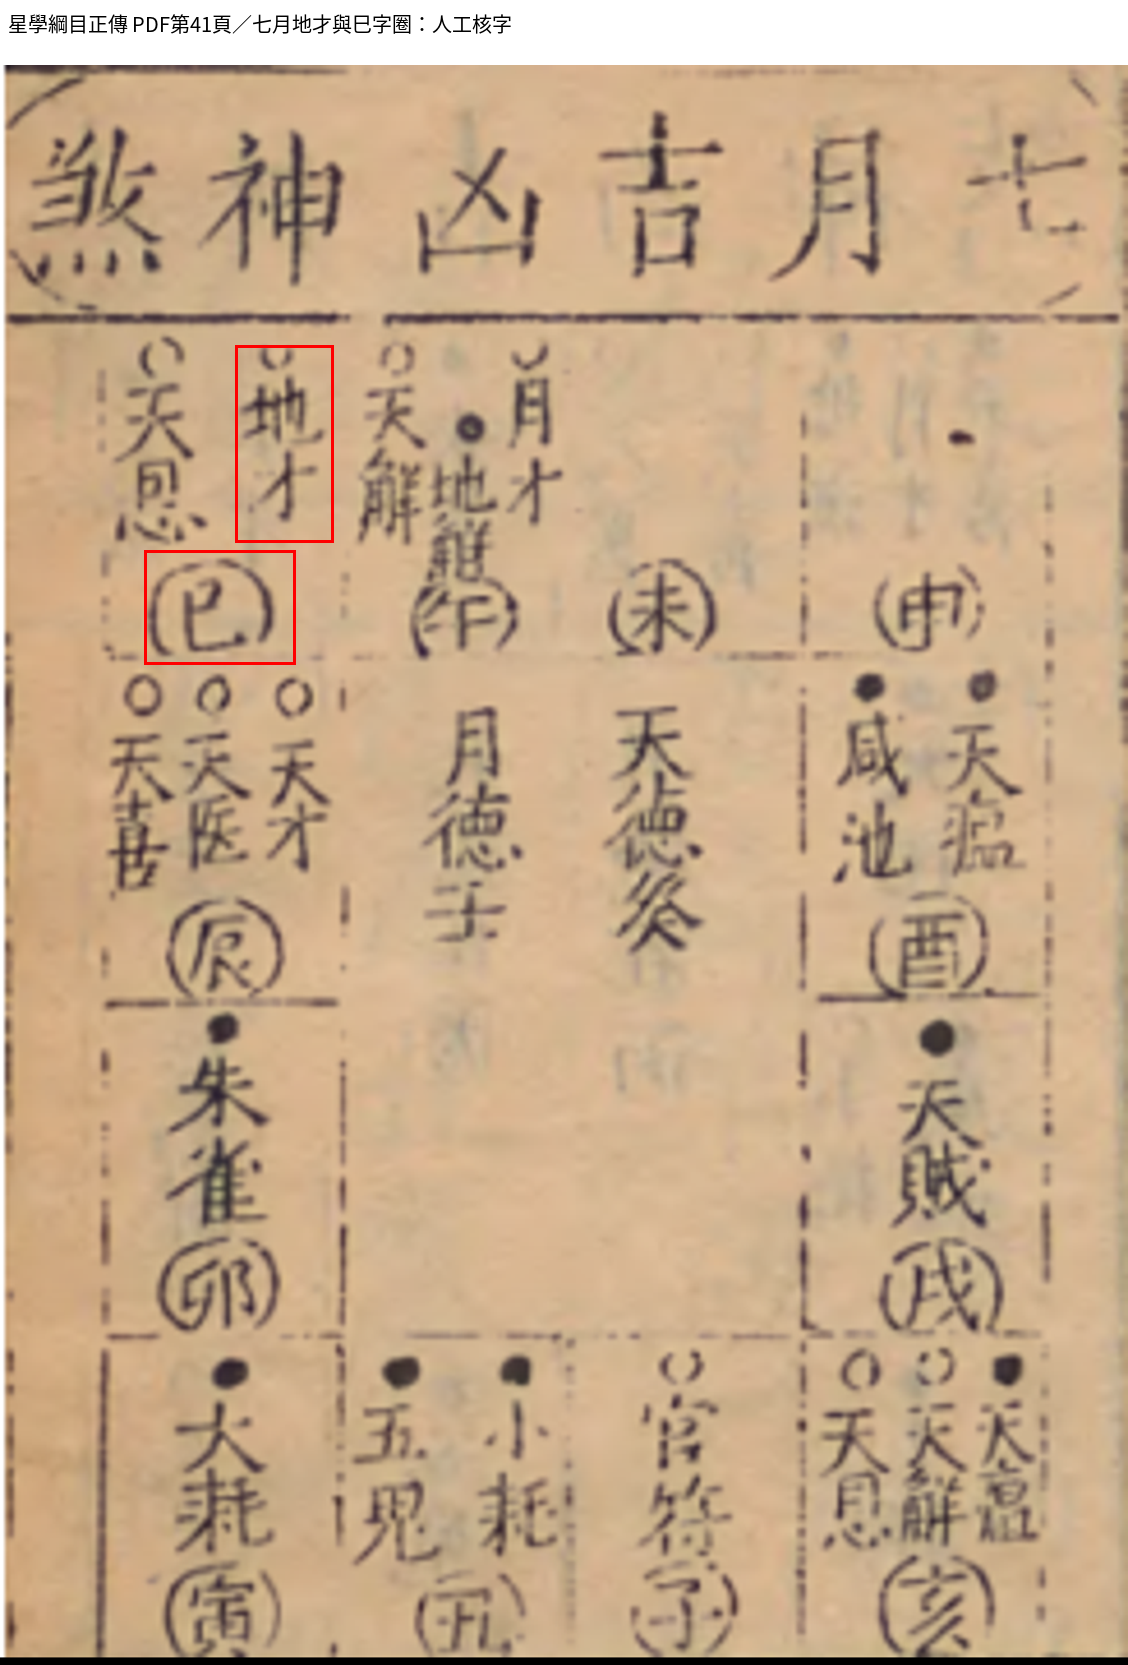 星學綱目正傳 PDF第41頁／七月地才與巳字圈：人工核字
七月吉凶神煞
申
未
月才
地雌
天解
午
地才
天恩
巳
天瘟
咸池
酉
天德癸
月德壬
天才
天医
天喜
辰
天賊
戌
朱雀
卯
天瘟
天解
天恩
亥
官符
子
小耗
五鬼
丑
大耗
寅